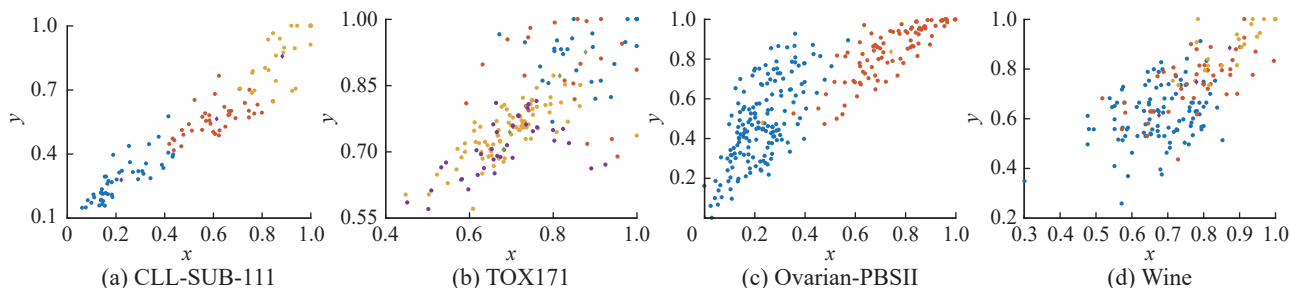 1.0
0.7
0.4
0.1
y
0 0.2 0.4 0.6 0.8 1.0
x
(a) CLL-SUB-111
1.00
0.85
0.70
0.55
y
0.4 0.6 0.8 1.0
x
(b) TOX171
1.0
0.8
0.6
0.4
0.2
y
0 0.2 0.4 0.6 0.8 1.0
x
(c) Ovarian-PBSII
1.0
0.8
0.6
0.4
0.2
y
0.3 0.4 0.5 0.6 0.7 0.8 0.9 1.0
x
(d) Wine